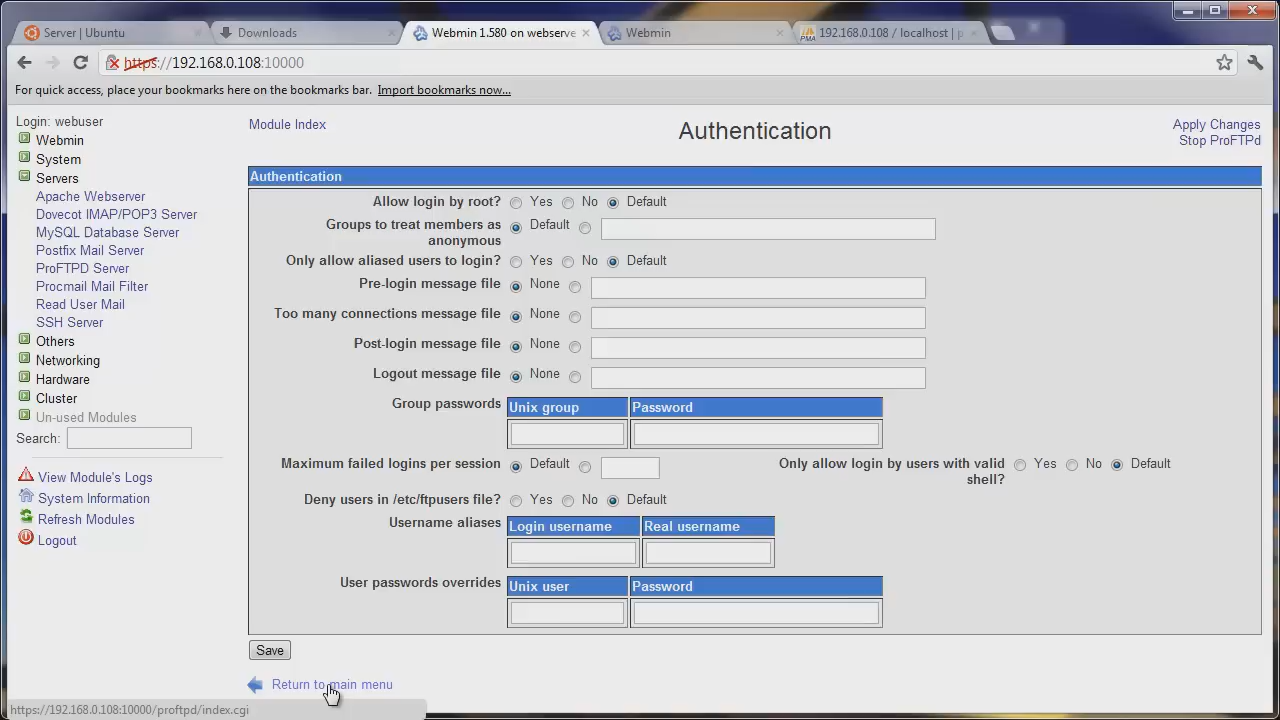 Server | Ubuntu
Downloads
Webmin 1.580 on webserve
Webmin
192.168.0.108 / localhost | p
https://192.168.0.108:10000
For quick access, place your bookmarks here on the bookmarks bar. Import bookmarks now...
Login: webuser
Webmin
System
Servers
Apache Webserver
Dovecot IMAP/POP3 Server
MySQL Database Server
Postfix Mail Server
ProFTPD Server
Procmail Mail Filter
Read User Mail
SSH Server
Others
Networking
Hardware
Cluster
Un-used Modules
Search:
View Module's Logs
System Information
Refresh Modules
Logout
Module Index
Authentication
Apply Changes
Stop ProFTPd
Authentication
Allow login by root? Yes No Default
Groups to treat members as
anonymous
Default
Only allow aliased users to login? Yes No Default
Pre-login message file None
Too many connections message file None
Post-login message file None
Logout message file None
Group passwords
Unix group Password
Maximum failed logins per session Default
Only allow login by users with valid
shell?
Yes No Default
Deny users in /etc/ftpusers file? Yes No Default
Username aliases
Login username Real username
User passwords overrides
Unix user Password
Save
Return to main menu
https://192.168.0.108:10000/proftpd/index.cgi